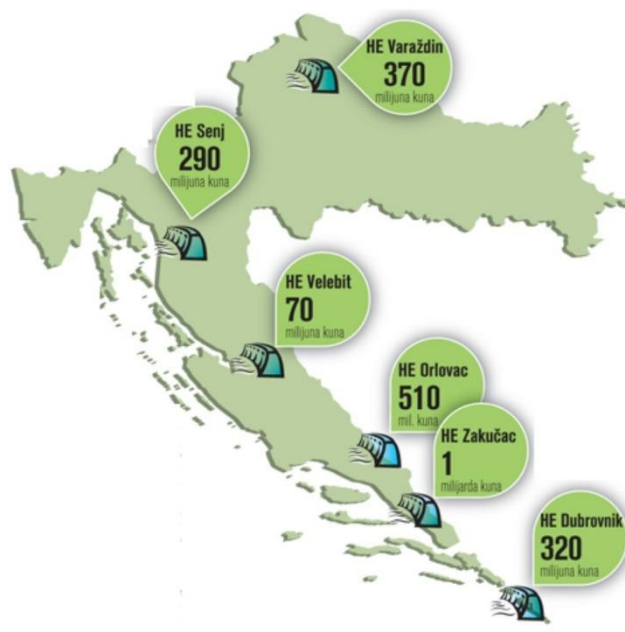 HE Varaždin
370
milijuna kuna
HE Senj
290
milijuna kuna
HE Velebit
70
milijuna kuna
HE Orlovac
510
mil. kuna
HE Zakučac
1
milijarda kuna
HE Dubrovnik
320
milijuna kuna